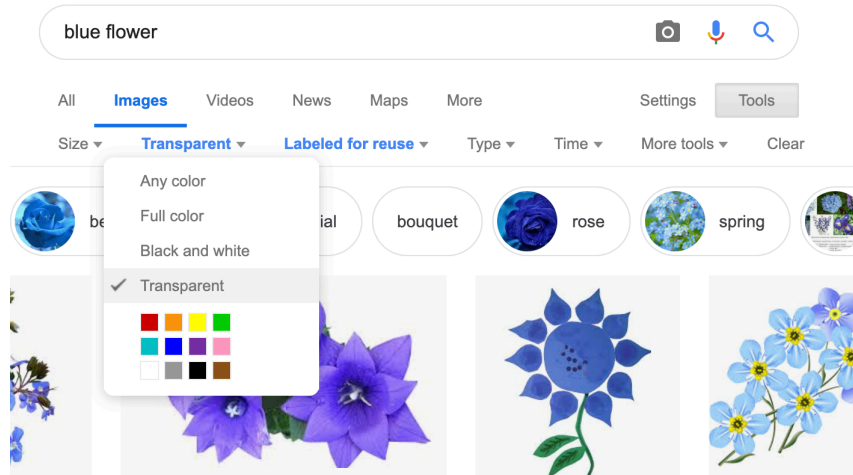 blue flower
All Images Videos News Maps More Settings Tools
Size Transparent Labeled for reuse Type Time More tools Clear
Any color
Full color
Black and white
Transparent
be
ial
bouquet
rose
spring